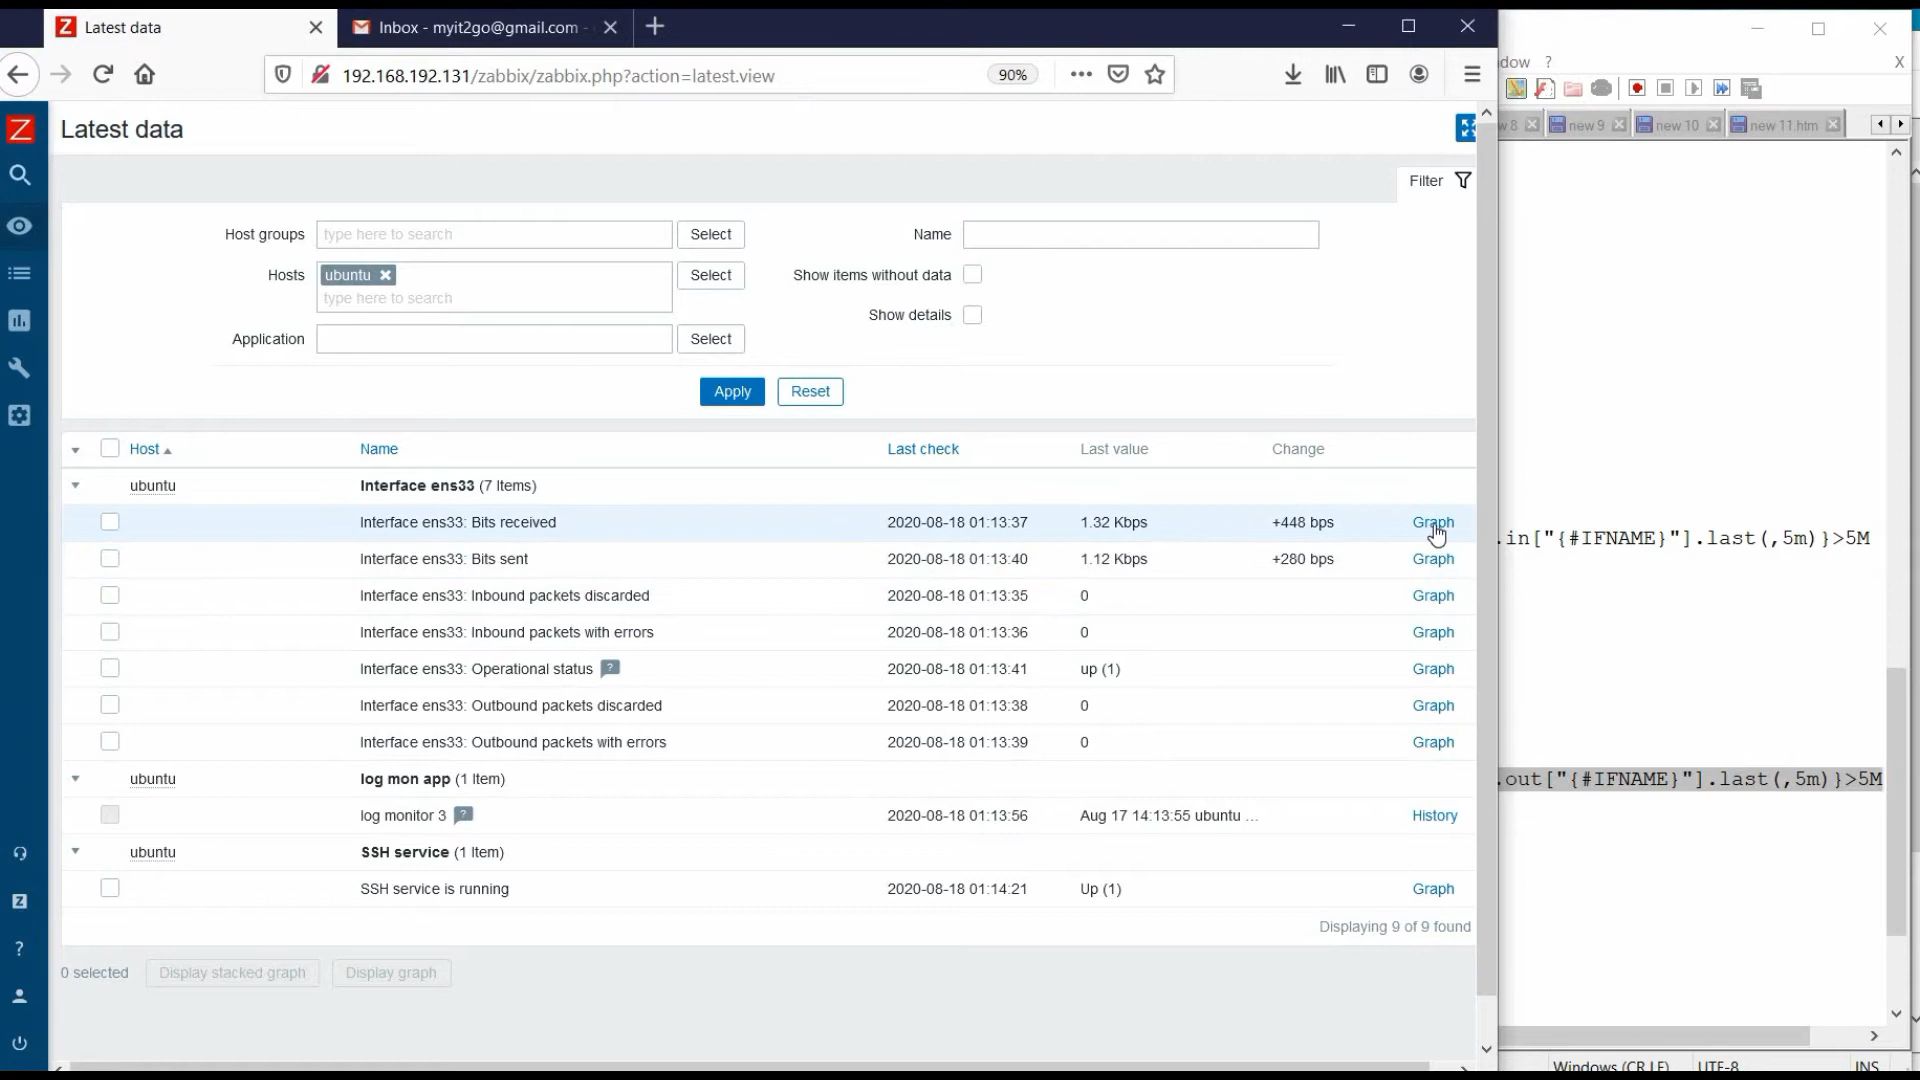 Z Latest data
Inbox - myit2go@gmail.com -
192.168.192.131/zabbix/zabbix.php?action=latest.view
90%
dow ?
X
w 8
new 9
new 10
new 11.htm
Z
Latest data
Filter
Host groups type here to search Select
Name
Hosts ubuntu
type here to search
Select
Show items without data
Show details
Application Select
Apply Reset
Host Name Last check Last value Change
ubuntu Interface ens33 (7 Items)
Interface ens33: Bits received 2020-08-18 01:13:37 1.32 Kbps +448 bps Graph
Interface ens33: Bits sent 2020-08-18 01:13:40 1.12 Kbps +280 bps Graph
Interface ens33: Inbound packets discarded 2020-08-18 01:13:35 0 Graph
Interface ens33: Inbound packets with errors 2020-08-18 01:13:36 0 Graph
Interface ens33: Operational status ? 2020-08-18 01:13:41 up (1) Graph
Interface ens33: Outbound packets discarded 2020-08-18 01:13:38 0 Graph
Interface ens33: Outbound packets with errors 2020-08-18 01:13:39 0 Graph
ubuntu log mon app (1 Item)
log monitor 3 ? 2020-08-18 01:13:56 Aug 17 14:13:55 ubuntu ... History
ubuntu SSH service (1 Item)
SSH service is running 2020-08-18 01:14:21 Up (1) Graph
Displaying 9 of 9 found
0 selected Display stacked graph Display graph
Z
?
.in["{#IFNAME}"].last(,5m)}>5M
.out["{#IFNAME}"].last(,5m)}>5M
Windows (CR LF) UTF-8 INS